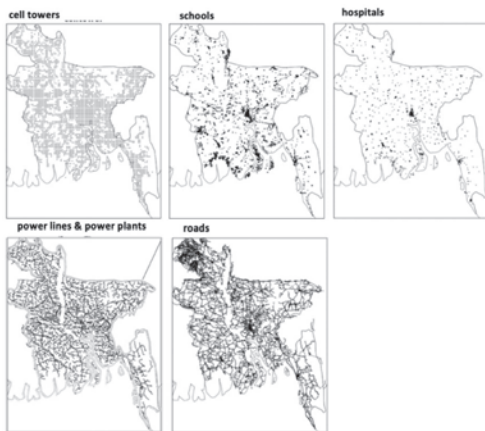 cell towers
schools
hospitals
power lines & power plants
roads